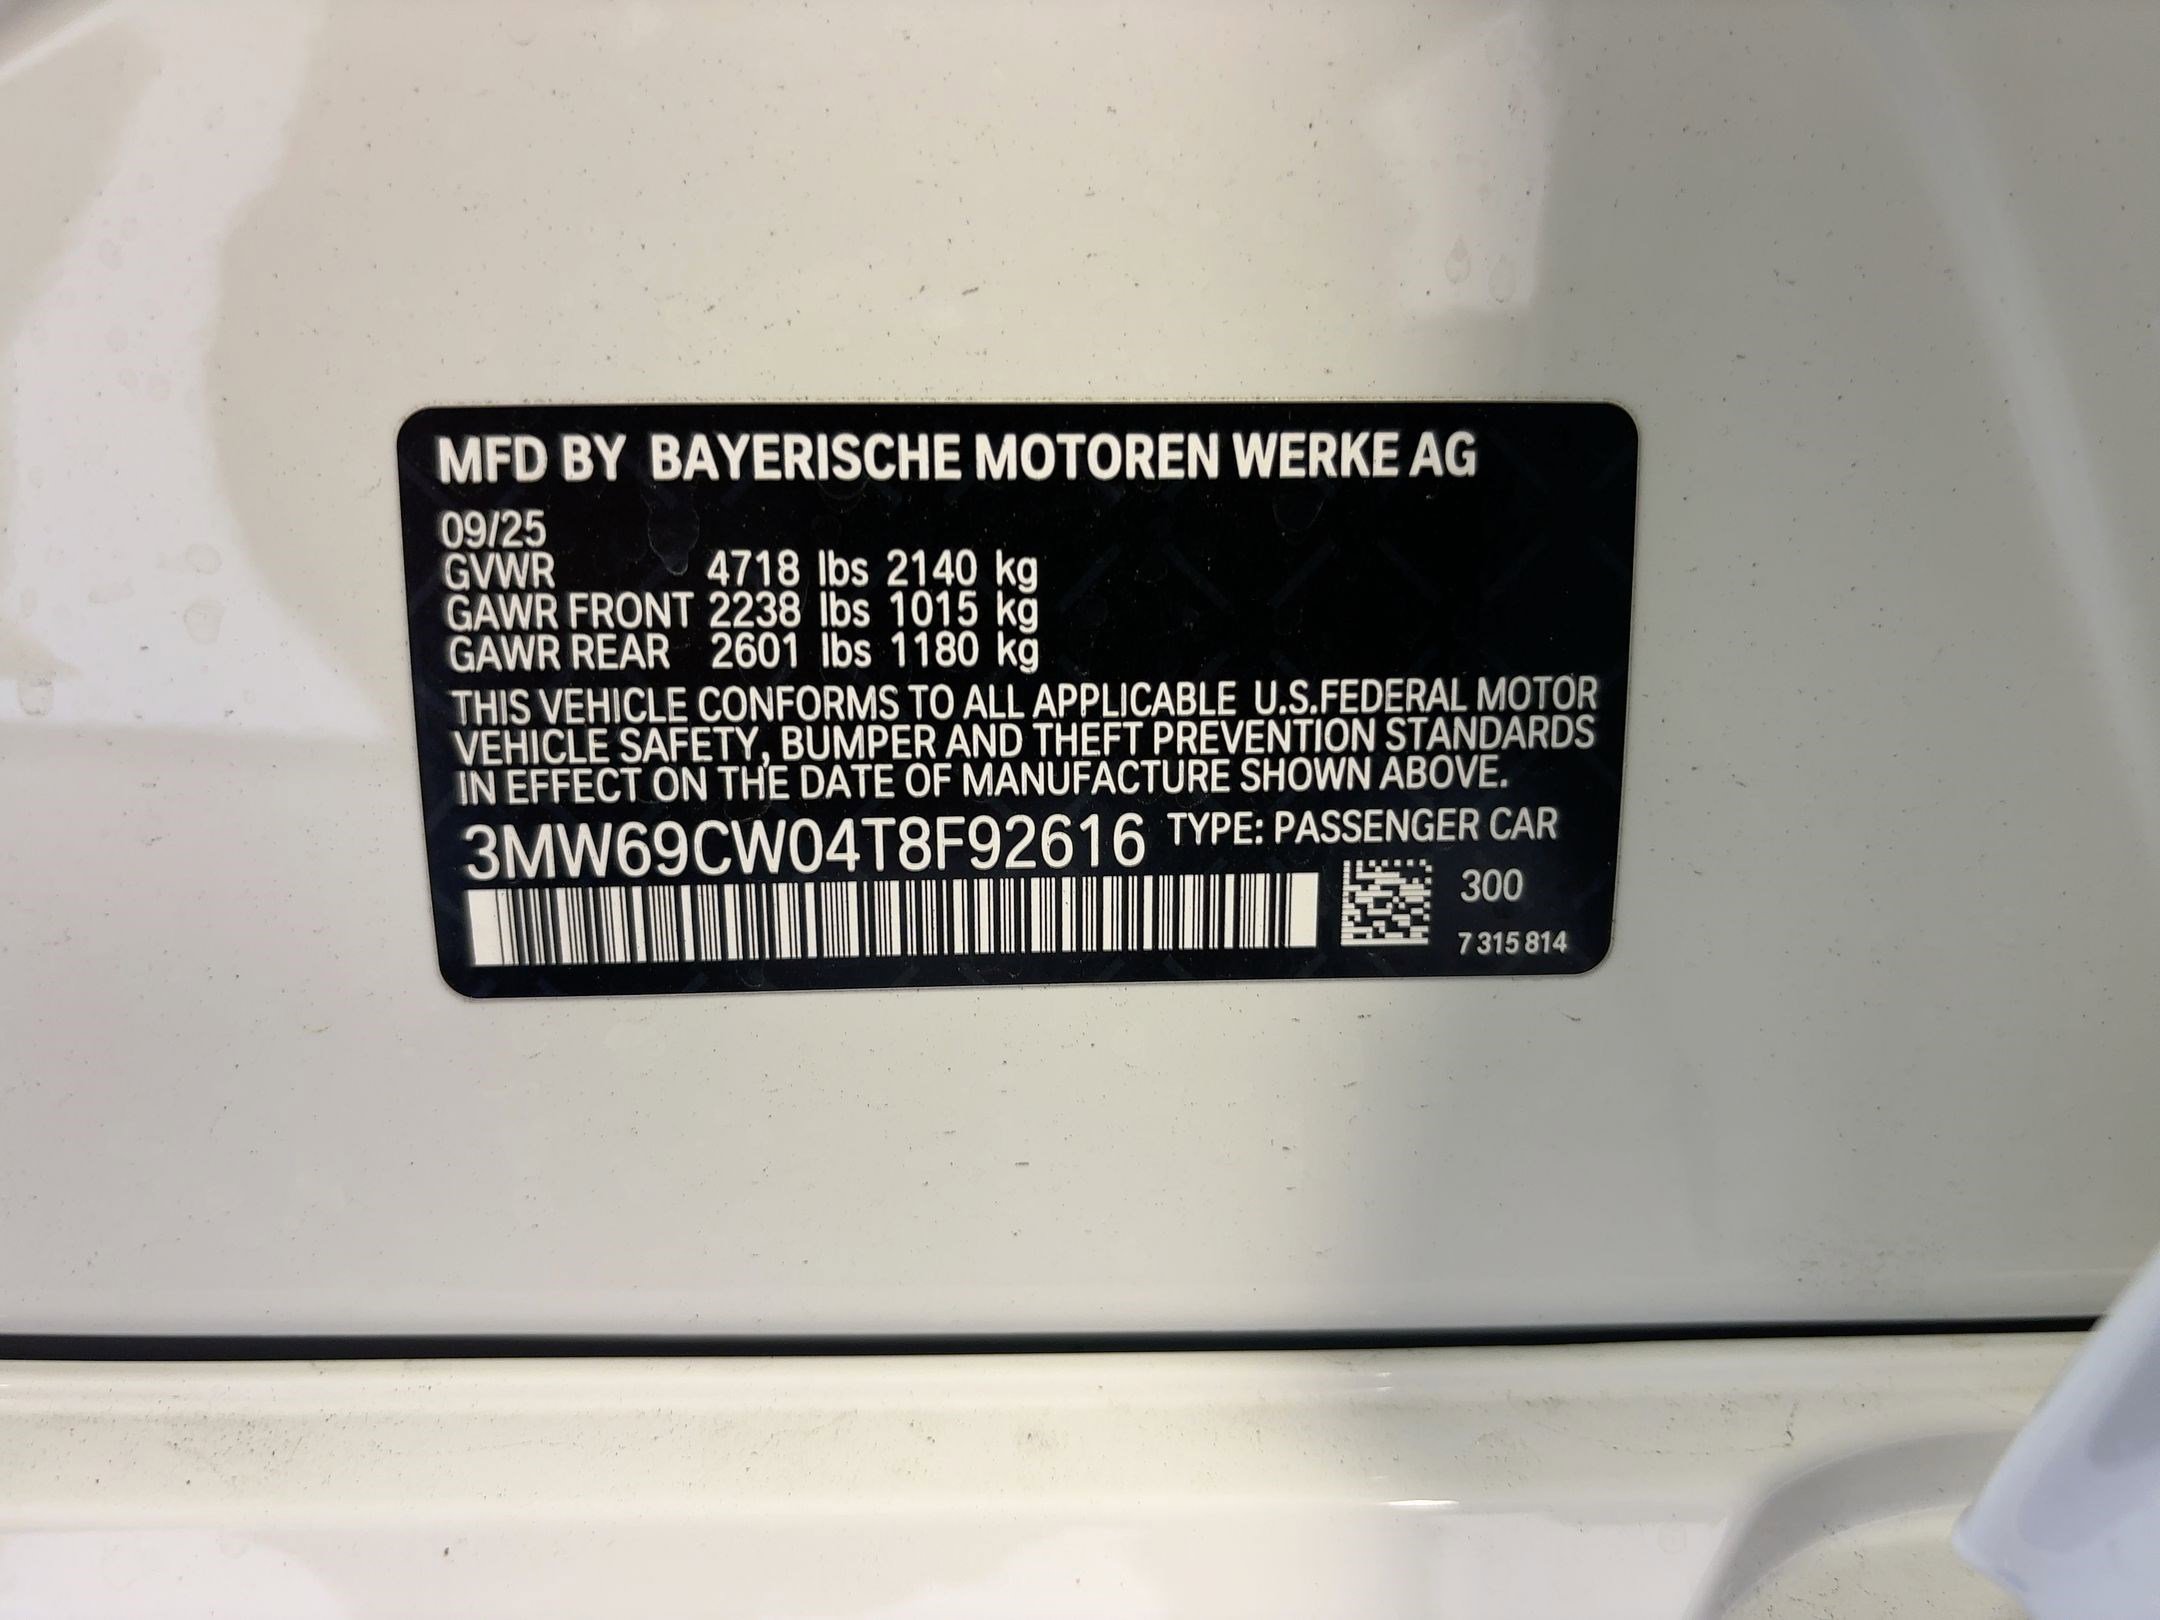 MFD BY BAYERISCHE MOTOREN WERKE AG
09/25
GVWR 4718 lbs 2140 kg
GAWR FRONT 2238 lbs 1015 kg
GAWR REAR 2601 lbs 1180 kg
THIS VEHICLE CONFORMS TO ALL APPLICABLE U.S.FEDERAL MOTOR
VEHICLE SAFETY, BUMPER AND THEFT PREVENTION STANDARDS
IN EFFECT ON THE DATE OF MANUFACTURE SHOWN ABOVE.
3MW69CW04T8F92616 TYPE: PASSENGER CAR
300
7 315 814